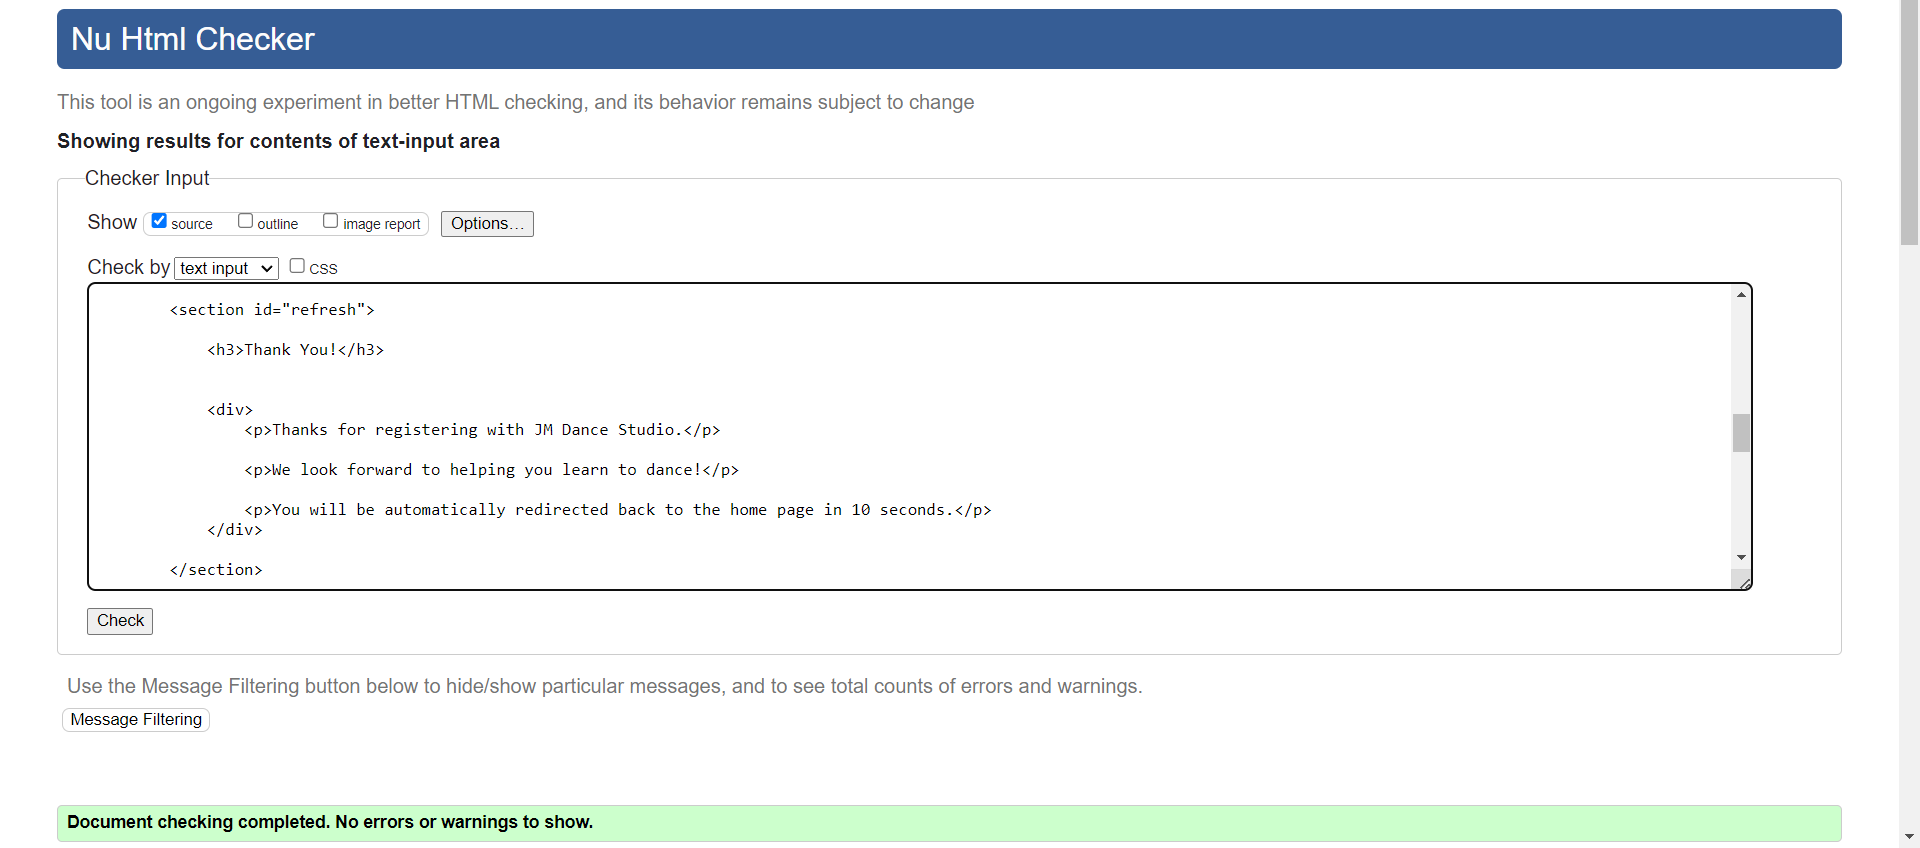 Nu Html Checker
This tool is an ongoing experiment in better HTML checking, and its behavior remains subject to change
Showing results for contents of text-input area
Checker Input
Show source outline image report Options...
Check by text input CSS
<section id="refresh">
<h3>Thank You!</h3>
<div>
<p>Thanks for registering with JM Dance Studio.</p>
<p>We look forward to helping you learn to dance!</p>
<p>You will be automatically redirected back to the home page in 10 seconds.</p>
</div>
</section>
Check
Use the Message Filtering button below to hide/show particular messages, and to see total counts of errors and warnings.
Message Filtering
Document checking completed. No errors or warnings to show.